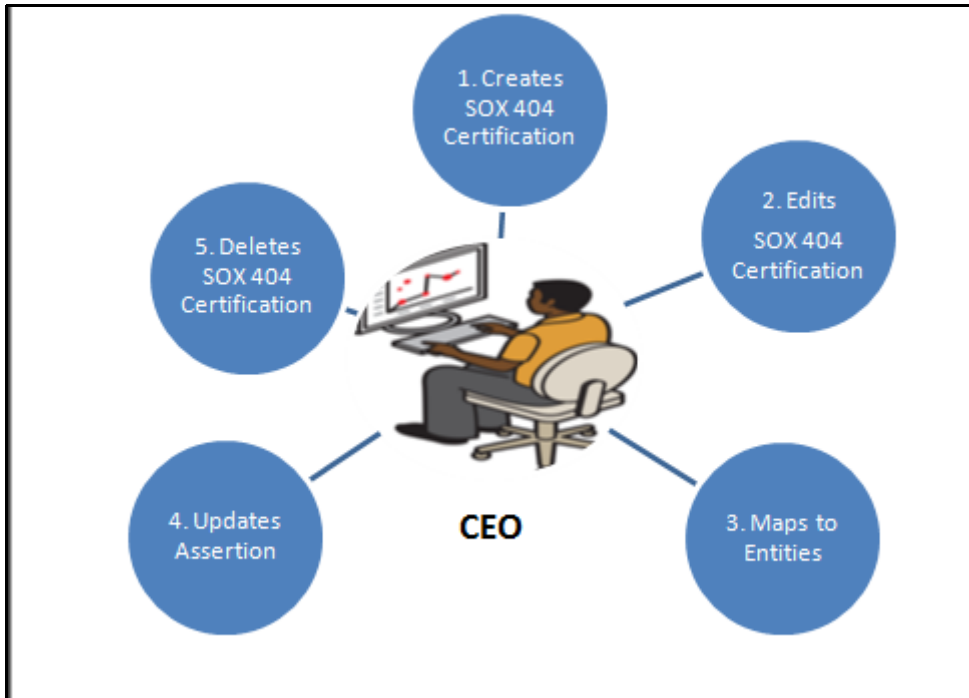 1. Creates
SOX 404
Certification
2. Edits
SOX 404
Certification
3. Maps to
Entities
4. Updates
Assertion
5. Deletes
SOX 404
Certification
CEO